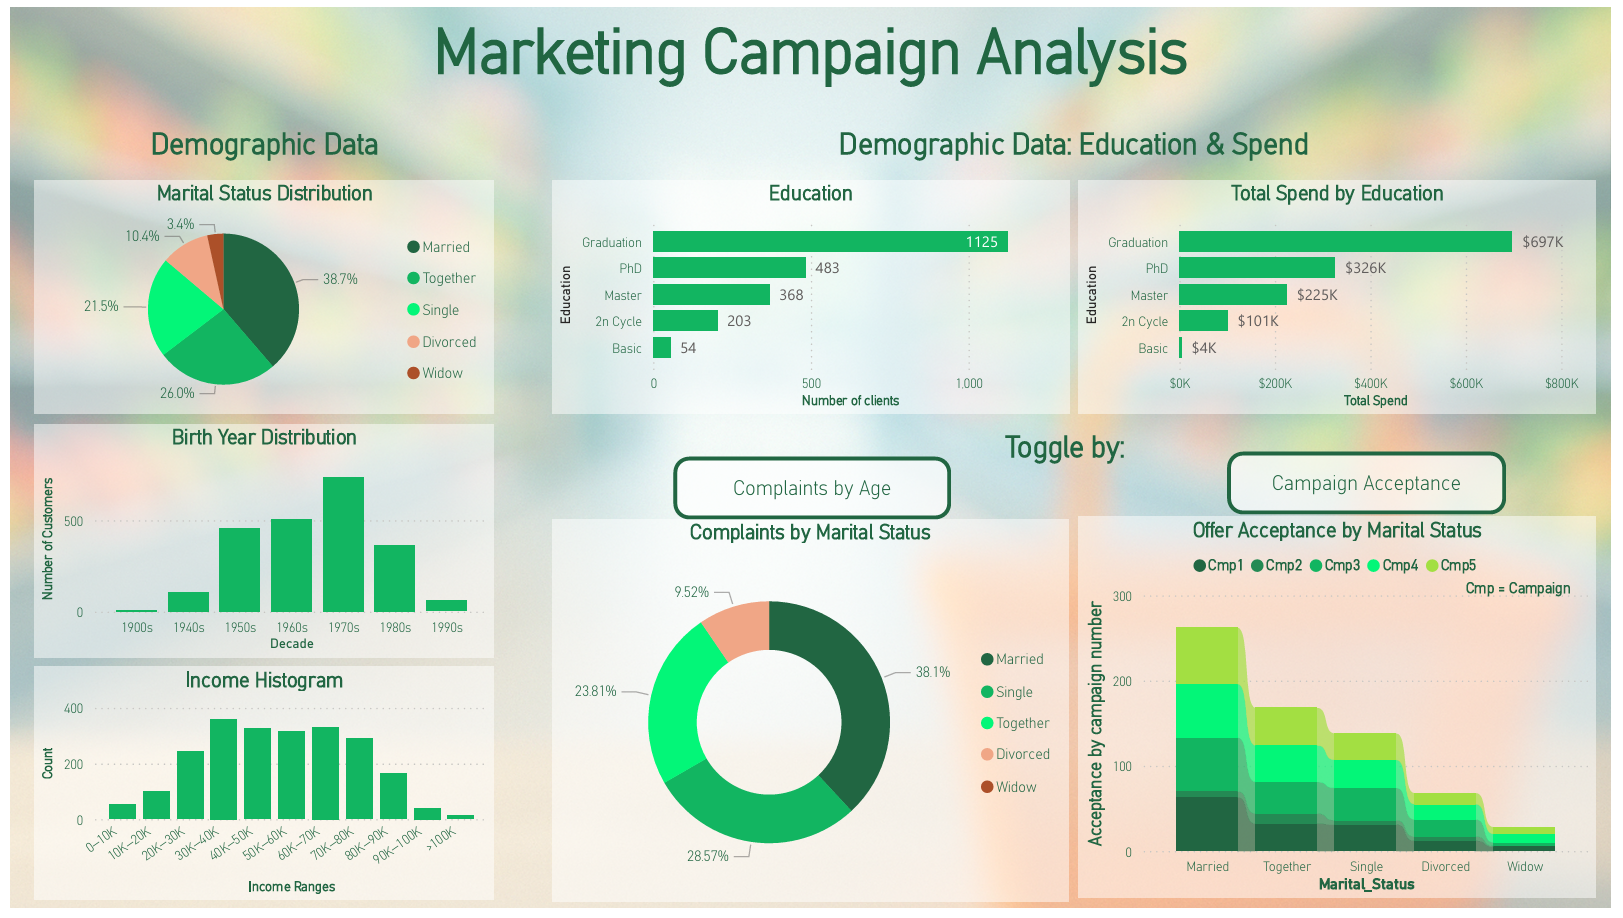 Marketing Campaign Analysis
Demographic Data
Marital Status Distribution
3.4%
10.4%
21.5%
26.0%
38.7%
Married
Together
Single
Divorced
Widow
Birth Year Distribution
Number of Customers
500
0
1900s 1940s 1950s 1960s 1970s 1980s 1990s
Decade
Income Histogram
Count
400
200
0
0–10K 10K–20K 20K–30K 30K–40K 40K–50K 50K–60K 60K–70K 70K–80K 80K–90K 90K–100K >100K
Income Ranges
Demographic Data: Education & Spend
Education
Education
Graduation 1125
PhD 483
Master 368
2n Cycle 203
Basic 54
0 500 1.000
Number of clients
Total Spend by Education
Education
Graduation $697K
PhD $326K
Master $225K
2n Cycle $101K
Basic $4K
$0K $200K $400K $600K $800K
Total Spend
Toggle by:
Complaints by Age
Complaints by Marital Status
9.52%
23.81%
28.57%
38.1%
Married
Single
Together
Divorced
Widow
Campaign Acceptance
Offer Acceptance by Marital Status
Cmp1 Cmp2 Cmp3 Cmp4 Cmp5
Cmp = Campaign
Acceptance by campaign number
300
200
100
0
Married Together Single Divorced Widow
Marital_Status